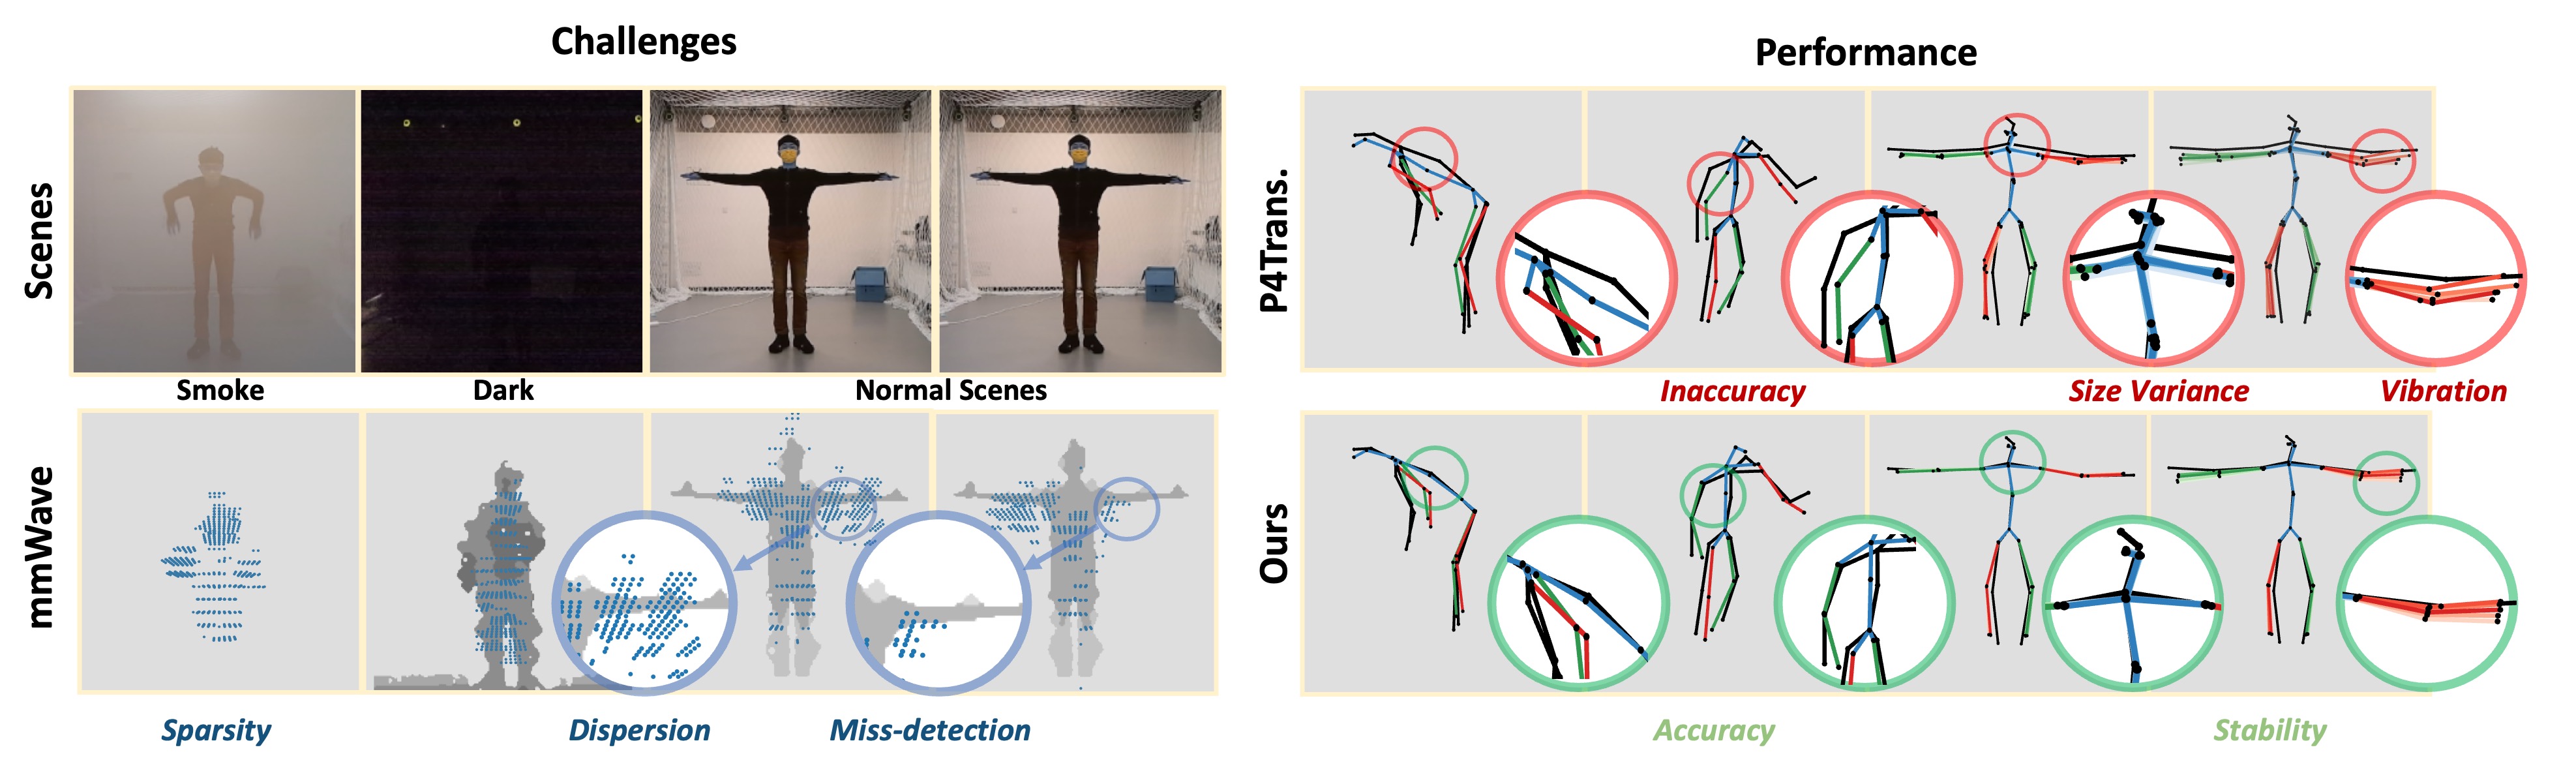 Challenges
Performance
Scenes
Smoke
Dark
Normal Scenes
mmWave
Sparsity
Dispersion
Miss-detection
P4Trans.
Inaccuracy
Size Variance
Vibration
Ours
Accuracy
Stability